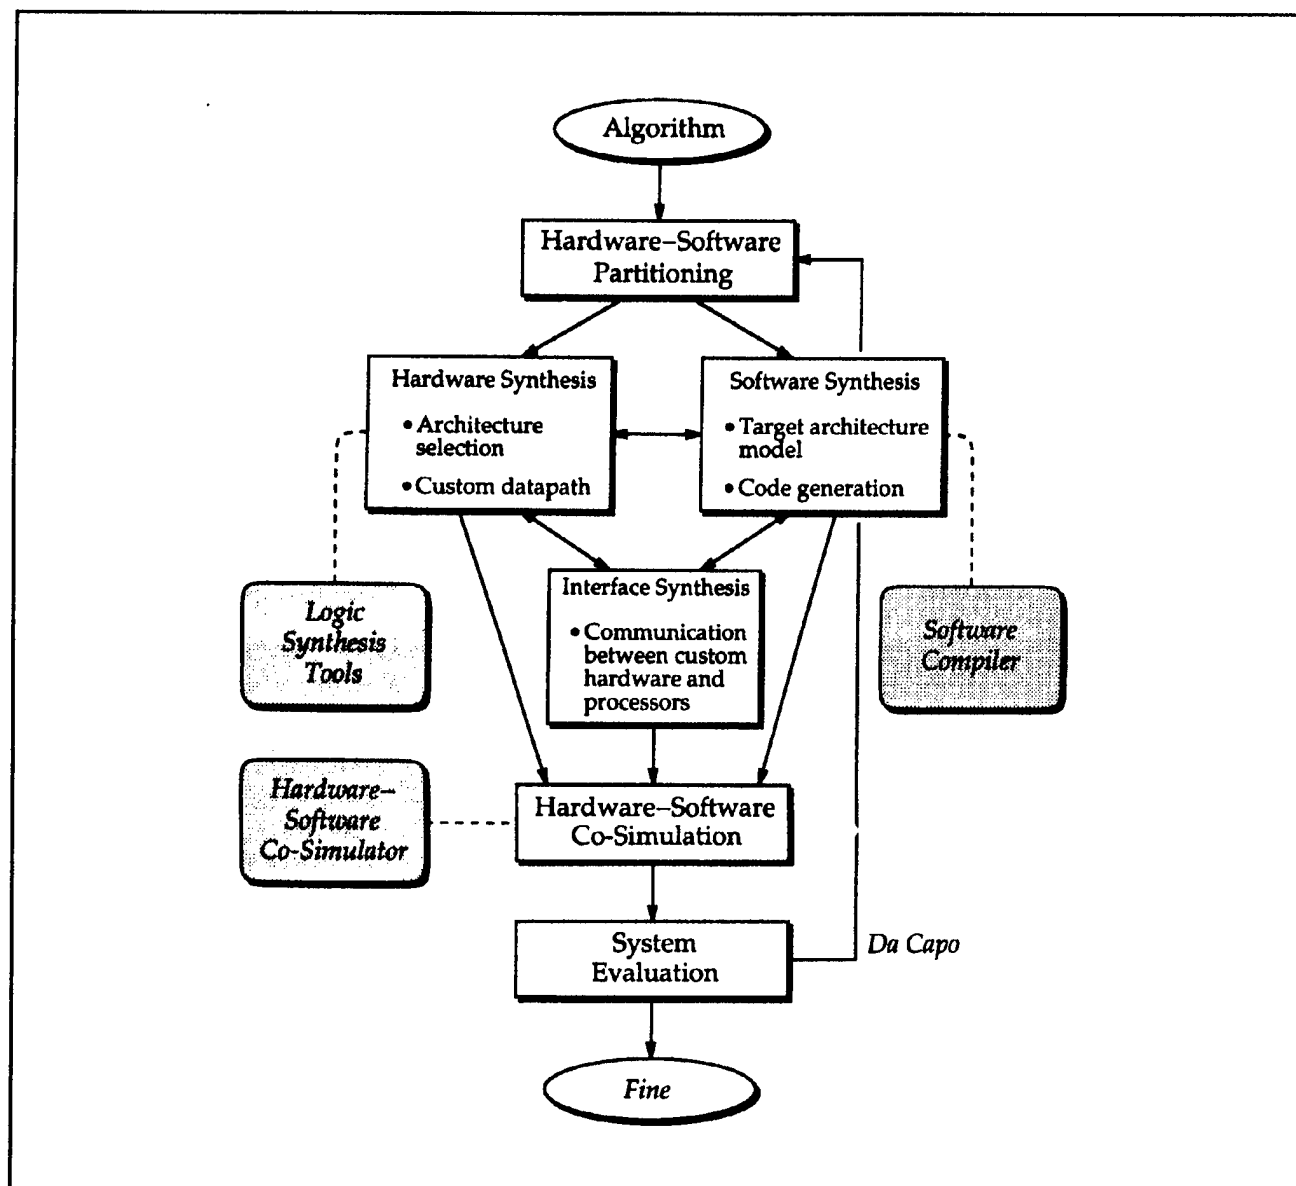 Algorithm
Hardware–Software
Partitioning
Hardware Synthesis
• Architecture
selection
• Custom datapath
Software Synthesis
• Target architecture
model
• Code generation
Logic
Synthesis
Tools
Interface Synthesis
• Communication
between custom
hardware and
processors
Software
Compiler
Hardware–
Software
Co-Simulator
Hardware–Software
Co-Simulation
System
Evaluation
Da Capo
Fine